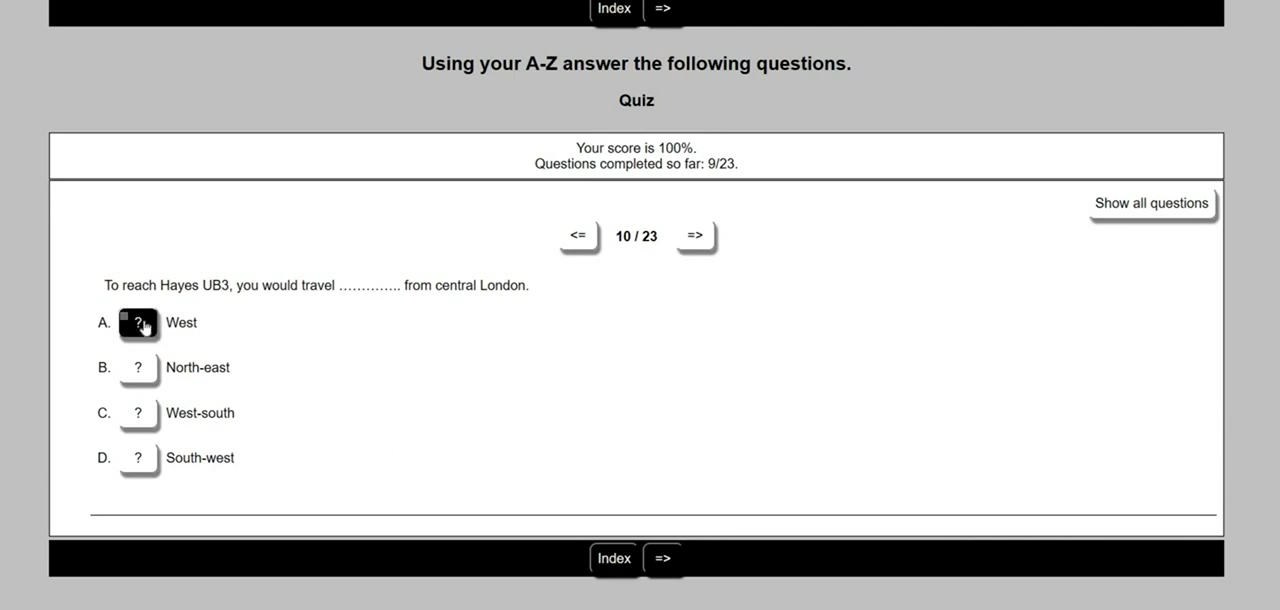 Index =>
Using your A-Z answer the following questions.
Quiz
Your score is 100%.
Questions completed so far: 9/23.
Show all questions
<= 10 / 23 =>
To reach Hayes UB3, you would travel ………….. from central London.
A. ? West
B. ? North-east
C. ? West-south
D. ? South-west
Index =>